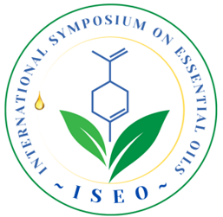 INTERNATIONAL SYMPOSIUM ON ESSENTIAL OILS
~ ISEO ~